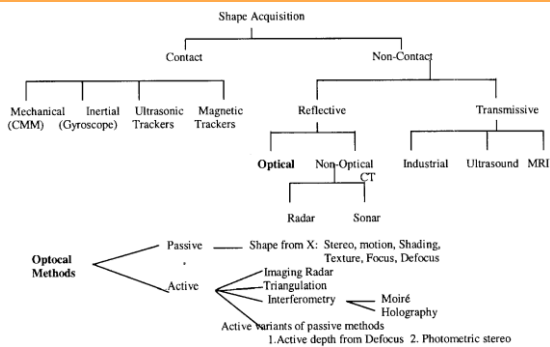 Shape Acquisition
Contact Non-Contact
Mechanical Inertial Ultrasonic Magnetic Reflective Transmissive
(CMM) (Gyroscope) Trackers Trackers
Optical Non-Optical Industrial Ultrasound MRI
CT
Radar Sonar
Optocal Passive Shape from X: Stereo, motion, Shading,
Methods Texture, Focus, Defocus
Imaging Radar
Active Triangulation
Interferometry Moiré
Holography
Active variants of passive methods
1.Active depth from Defocus 2. Photometric stereo